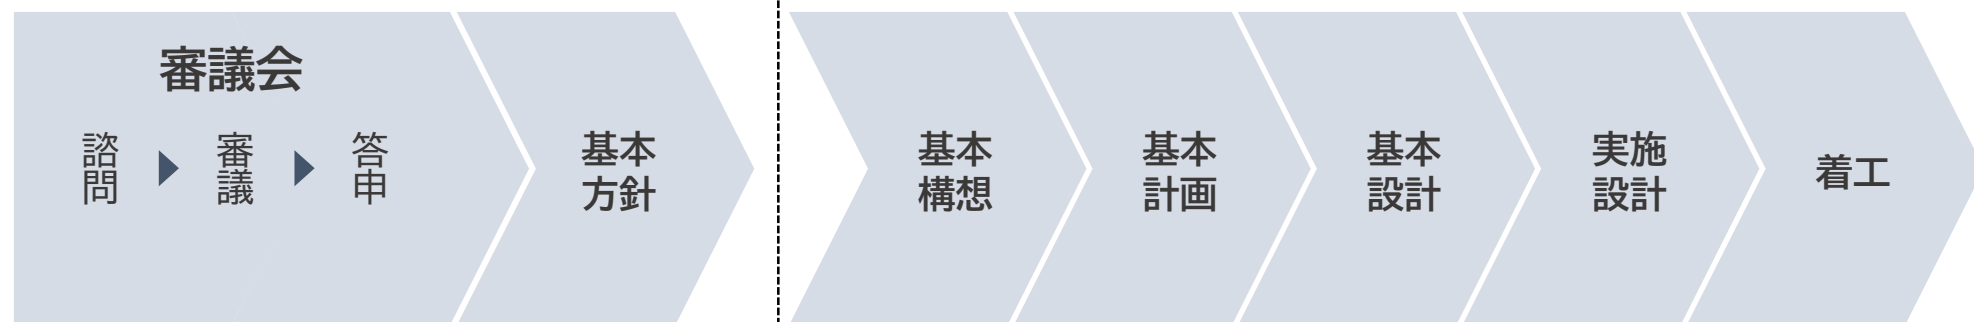 審議会
諮問
審議
答申
基本
方針
基本
構想
基本
計画
基本
設計
実施
設計
着工